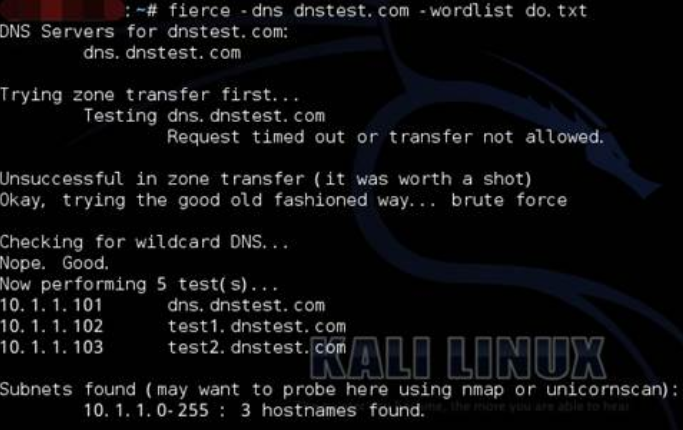 :~# fierce -dns dnstest.com -wordlist do.txt
DNS Servers for dnstest.com:
dns.dnstest.com
Trying zone transfer first...
Testing dns.dnstest.com
Request timed out or transfer not allowed.
Unsuccessful in zone transfer (it was worth a shot)
Okay, trying the good old fashioned way... brute force
Checking for wildcard DNS...
Nope. Good.
Now performing 5 test(s)...
10.1.1.101 dns.dnstest.com
10.1.1.102 test1.dnstest.com
10.1.1.103 test2.dnstest.com
KALI LINUX
Subnets found (may want to probe here using nmap or unicornscan):
10.1.1.0-255 : 3 hostnames found.
the more you are able to hear